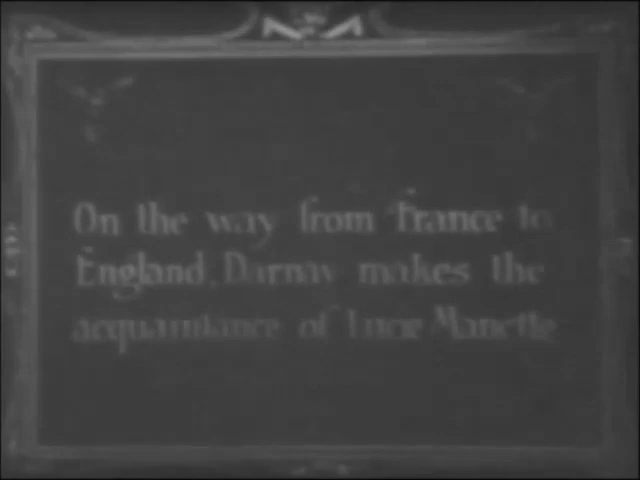 On the way from France to
England, Darnay makes the
acquaintance of Lucie Manette